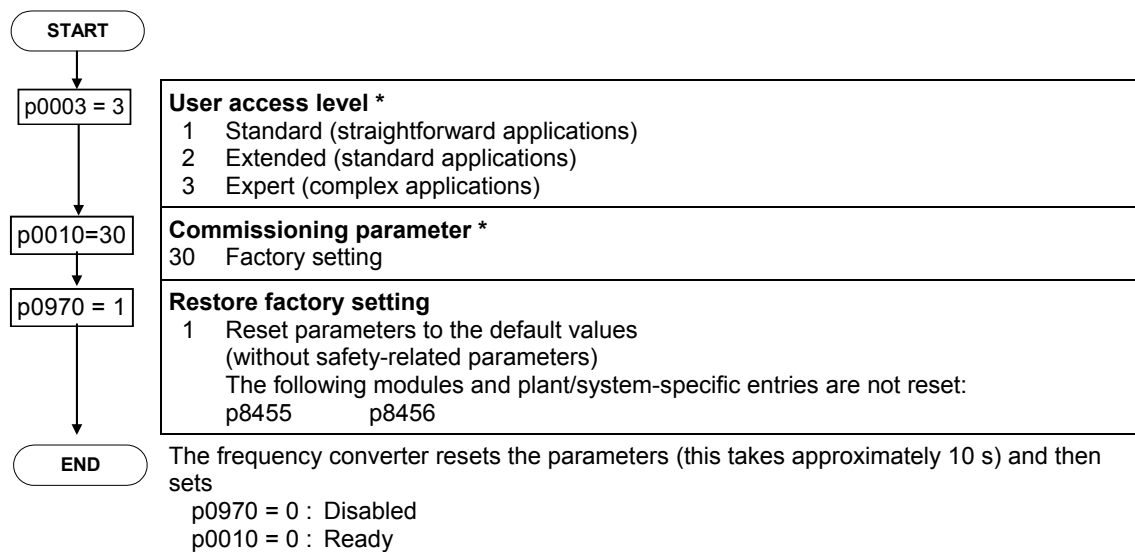 START
p0003 = 3
User access level *
1 Standard (straightforward applications)
2 Extended (standard applications)
3 Expert (complex applications)
p0010=30
Commissioning parameter *
30 Factory setting
p0970 = 1
Restore factory setting
1 Reset parameters to the default values
(without safety-related parameters)
The following modules and plant/system-specific entries are not reset:
p8455 p8456
END
The frequency converter resets the parameters (this takes approximately 10 s) and then
sets
p0970 = 0 : Disabled
p0010 = 0 : Ready